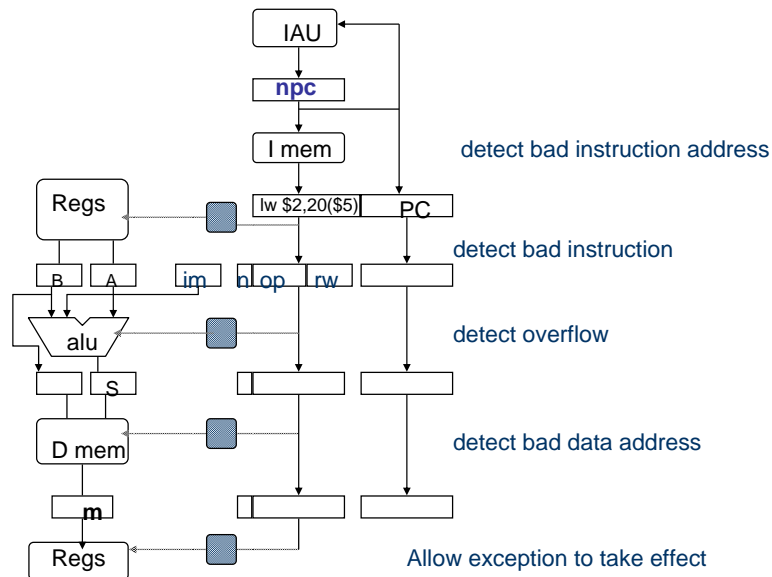 IAU
npc
I mem
detect bad instruction address
Regs
lw $2,20($5)
PC
detect bad instruction
B
A
im
n
op
rw
alu
detect overflow
S
D mem
detect bad data address
m
Regs
Allow exception to take effect